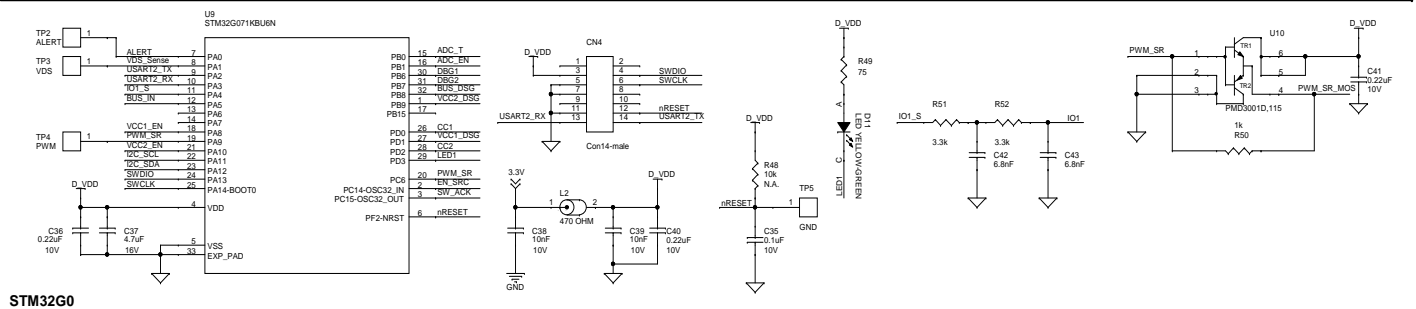 U9
STM32G071KBU6N
TP2
ALERT
1
TP3
VDS
1
TP4
PWM
1
ALERT 7 PA0
VDS_Sense 8 PA1
USART2_TX 9 PA2
USART2_RX 10 PA3
IO1_S 11 PA4
BUS_IN 12 PA5
13 PA6
14 PA7
VCC1_EN 18 PA8
PWM_SR 19 PA9
VCC2_EN 21 PA10
I2C_SCL 22 PA11
I2C_SDA 23 PA12
SWDIO 24 PA13
SWCLK 25 PA14-BOOT0
4 VDD
5 VSS
33 EXP_PAD
PB0 15 ADC_T
PB1 16 ADC_EN
PB6 30 DBG1
PB7 31 DBG2
PB8 32 BUS_DSG
PB9 1 VCC2_DSG
PB15 17
PD0 26 CC1
PD1 27 VCC1_DSG
PD2 28 CC2
PD3 29 LED1
PC6 20 PWM_SR
PC14-OSC32_IN 2 EN_SRC
PC15-OSC32_OUT 3 SW_ACK
PF2-NRST 6 nRESET
D_VDD
C36
0.22uF
10V
C37
4.7uF
16V
CN4
D_VDD
1 2
3 4 SWDIO
5 6 SWCLK
7 8
9 10
11 12 nRESET
USART2_RX 13 14 USART2_TX
Con14-male
3.3V
D_VDD
L2
1 2
470 OHM
C38
10nF
10V
C39
10nF
10V
C40
0.22uF
10V
GND
D_VDD
R48
10k
N.A.
nRESET
TP5
1
GND
C35
0.1uF
10V
D_VDD
R49
75
A
D11
LED YELLOW-GREEN
C
LED1
IO1_S
R51
3.3k
R52
3.3k
IO1
C42
6.8nF
C43
6.8nF
PWM_SR
U10
D_VDD
1
2
3
TR1
TR2
6
5
4
PWM_SR_MOS
PMD3001D,115
1k
R50
C41
0.22uF
10V
STM32G0